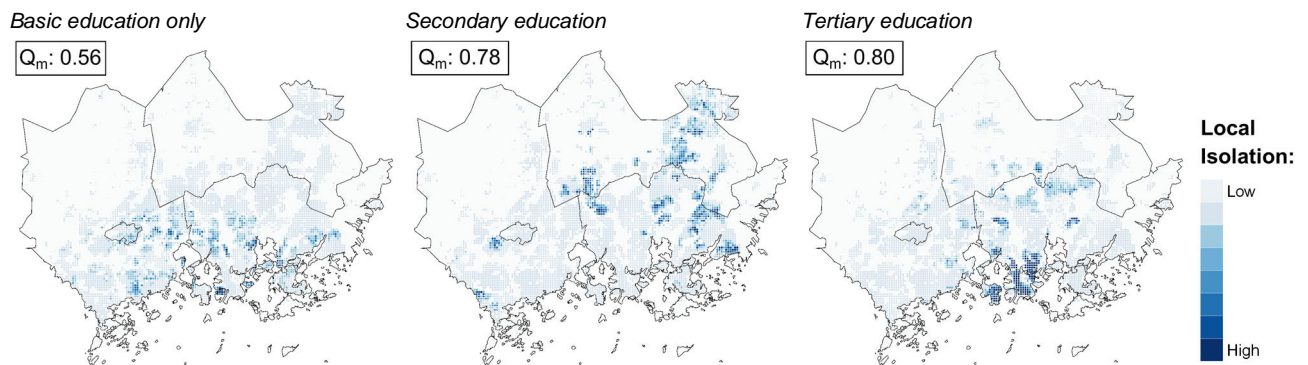 Basic education only
Qm: 0.56
Secondary education
Qm: 0.78
Tertiary education
Qm: 0.80
Local
Isolation:
Low
High